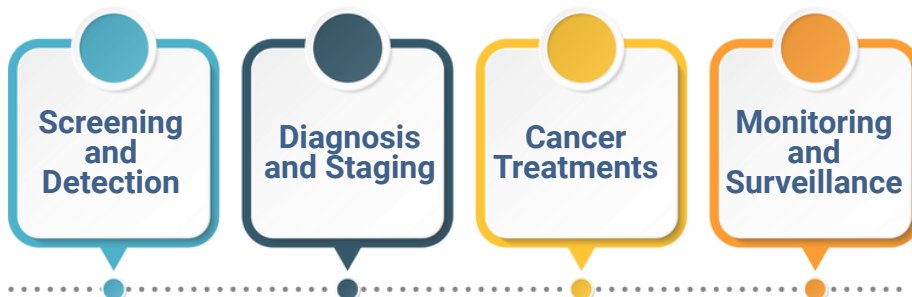 Screening
and
Detection
Diagnosis
and Staging
Cancer
Treatments
Monitoring
and
Surveillance